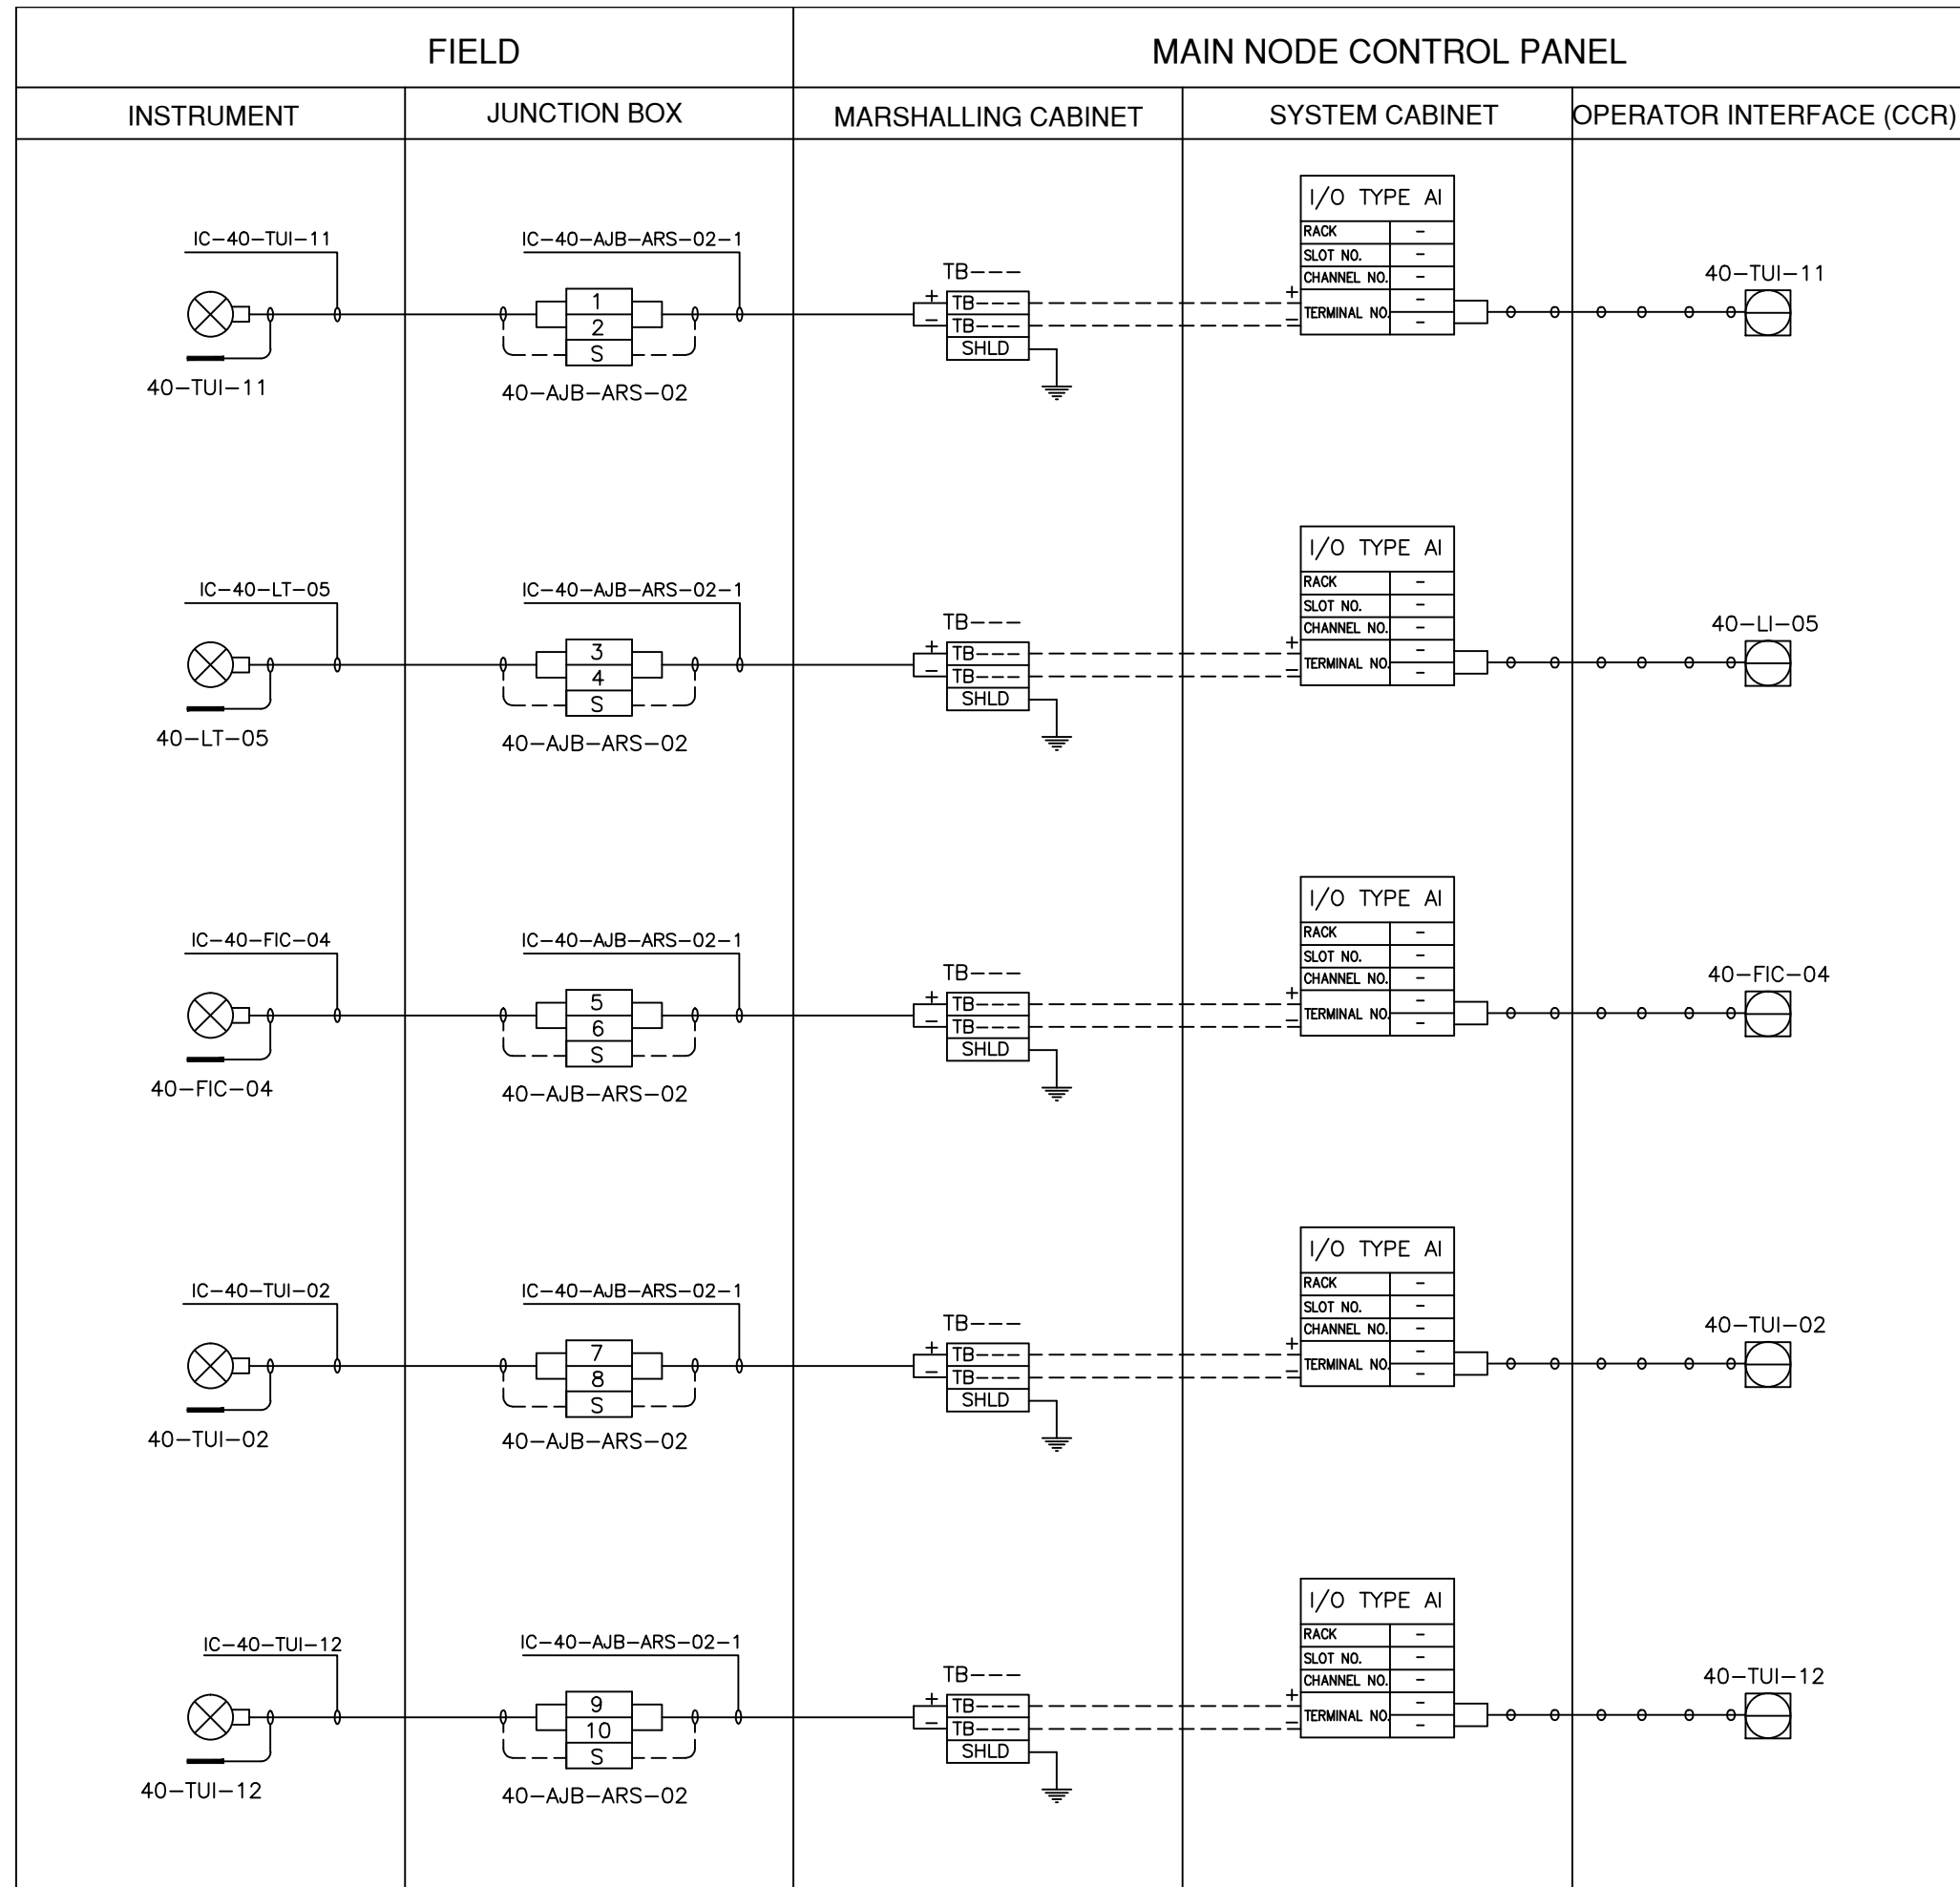 FIELD
MAIN NODE CONTROL PANEL
INSTRUMENT
JUNCTION BOX
MARSHALLING CABINET
SYSTEM CABINET
OPERATOR INTERFACE (CCR)
IC-40-TUI-11
40-TUI-11
IC-40-AJB-ARS-02-1
1
2
S
40-AJB-ARS-02
TB---
+ TB---
- TB---
SHLD
I/O TYPE AI
RACK -
SLOT NO. -
CHANNEL NO. -
+ -
TERMINAL NO.
- -
40-TUI-11
IC-40-LT-05
40-LT-05
IC-40-AJB-ARS-02-1
3
4
S
40-AJB-ARS-02
TB---
+ TB---
- TB---
SHLD
I/O TYPE AI
RACK -
SLOT NO. -
CHANNEL NO. -
+ -
TERMINAL NO.
- -
40-LI-05
IC-40-FIC-04
40-FIC-04
IC-40-AJB-ARS-02-1
5
6
S
40-AJB-ARS-02
TB---
+ TB---
- TB---
SHLD
I/O TYPE AI
RACK -
SLOT NO. -
CHANNEL NO. -
+ -
TERMINAL NO.
- -
40-FIC-04
IC-40-TUI-02
40-TUI-02
IC-40-AJB-ARS-02-1
7
8
S
40-AJB-ARS-02
TB---
+ TB---
- TB---
SHLD
I/O TYPE AI
RACK -
SLOT NO. -
CHANNEL NO. -
+ -
TERMINAL NO.
- -
40-TUI-02
IC-40-TUI-12
40-TUI-12
IC-40-AJB-ARS-02-1
9
10
S
40-AJB-ARS-02
TB---
+ TB---
- TB---
SHLD
I/O TYPE AI
RACK -
SLOT NO. -
CHANNEL NO. -
+ -
TERMINAL NO.
- -
40-TUI-12